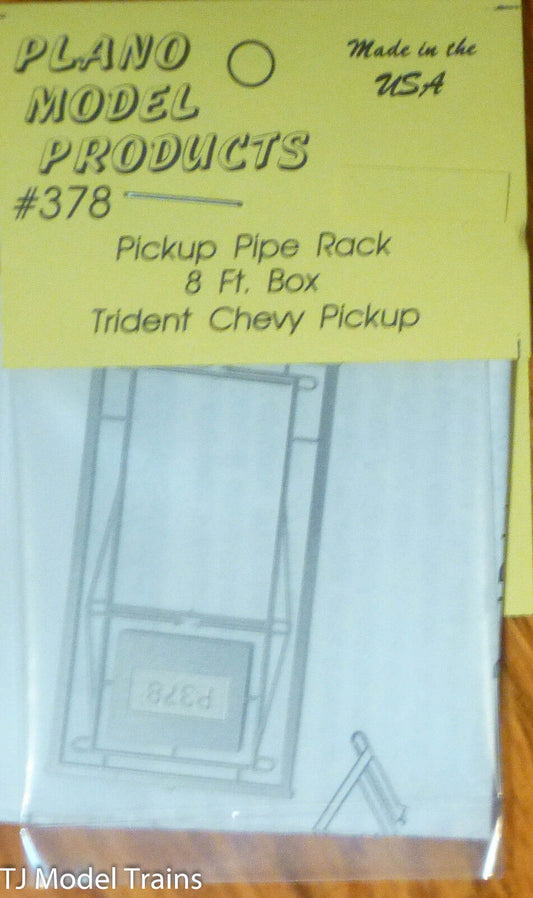 PLANO
MODEL
PRODUCTS
Made in the
USA
#378
Pickup Pipe Rack
8 Ft. Box
Trident Chevy Pickup
P378
TJ Model Trains